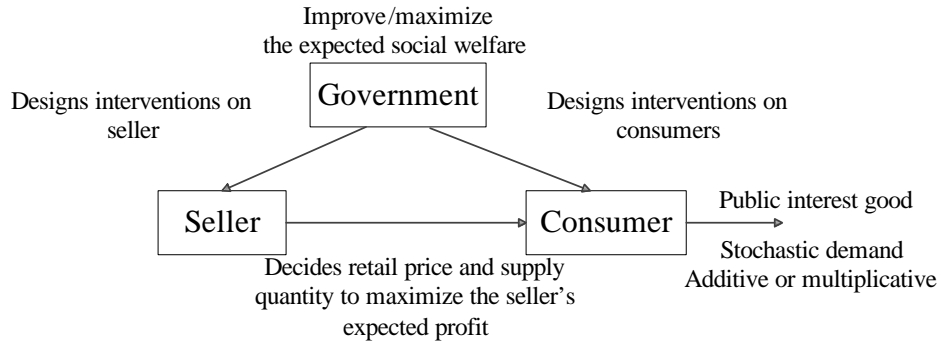 Improve/maximize
the expected social welfare
Government
Designs interventions on
seller
Designs interventions on
consumers
Seller
Consumer
Public interest good
Decides retail price and supply
quantity to maximize the seller's
expected profit
Stochastic demand
Additive or multiplicative